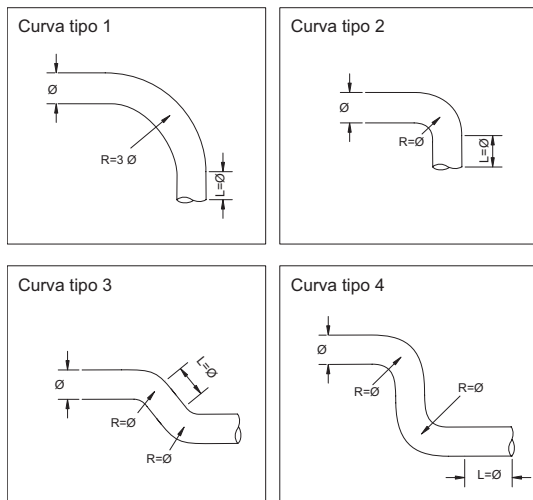 Curva tipo 1
Ø
R=3 Ø
L=Ø
Curva tipo 2
Ø
R=Ø
L=Ø
Curva tipo 3
Ø
L=Ø
R=Ø
R=Ø
Curva tipo 4
Ø
R=Ø
R=Ø
L=Ø